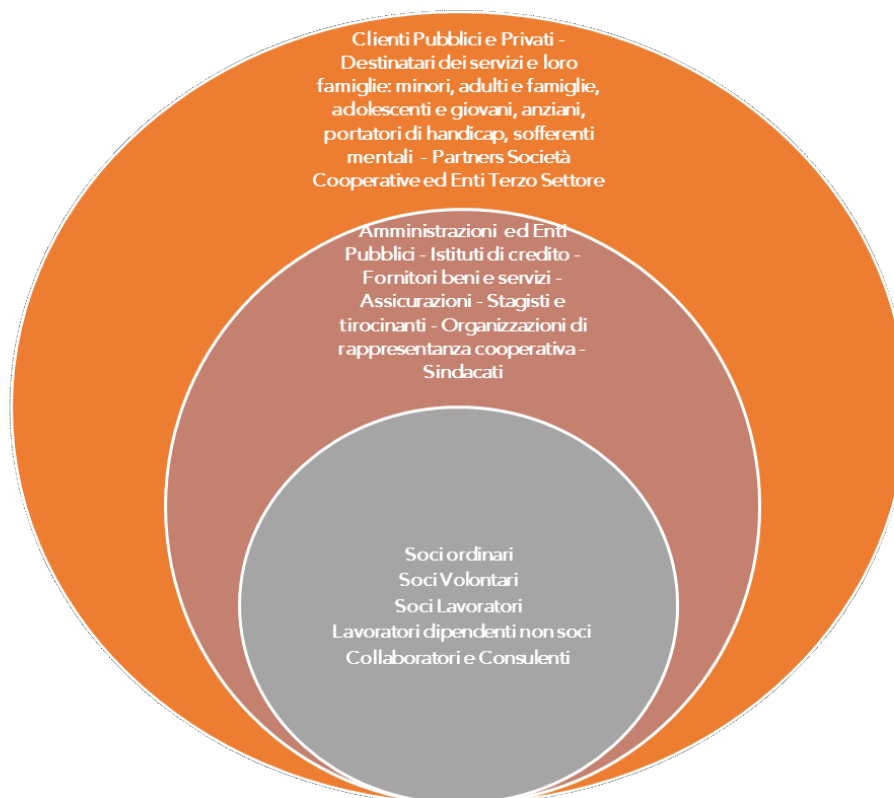 Clienti Pubblici e Privati -
Destinatari dei servizi e loro
famiglie: minori, adulti e famiglie,
adolescenti e giovani, anziani,
portatori di handicap, sofferenti
mentali - Partners Società
Cooperative ed Enti Terzo Settore
Amministrazioni ed Enti
Pubblici - Istituti di credito -
Fornitori beni e servizi -
Assicurazioni - Stagisti e
tirocinanti - Organizzazioni di
rappresentanza cooperativa -
Sindacati
Soci ordinari
Soci Volontari
Soci Lavoratori
Lavoratori dipendenti non soci
Collaboratori e Consulenti